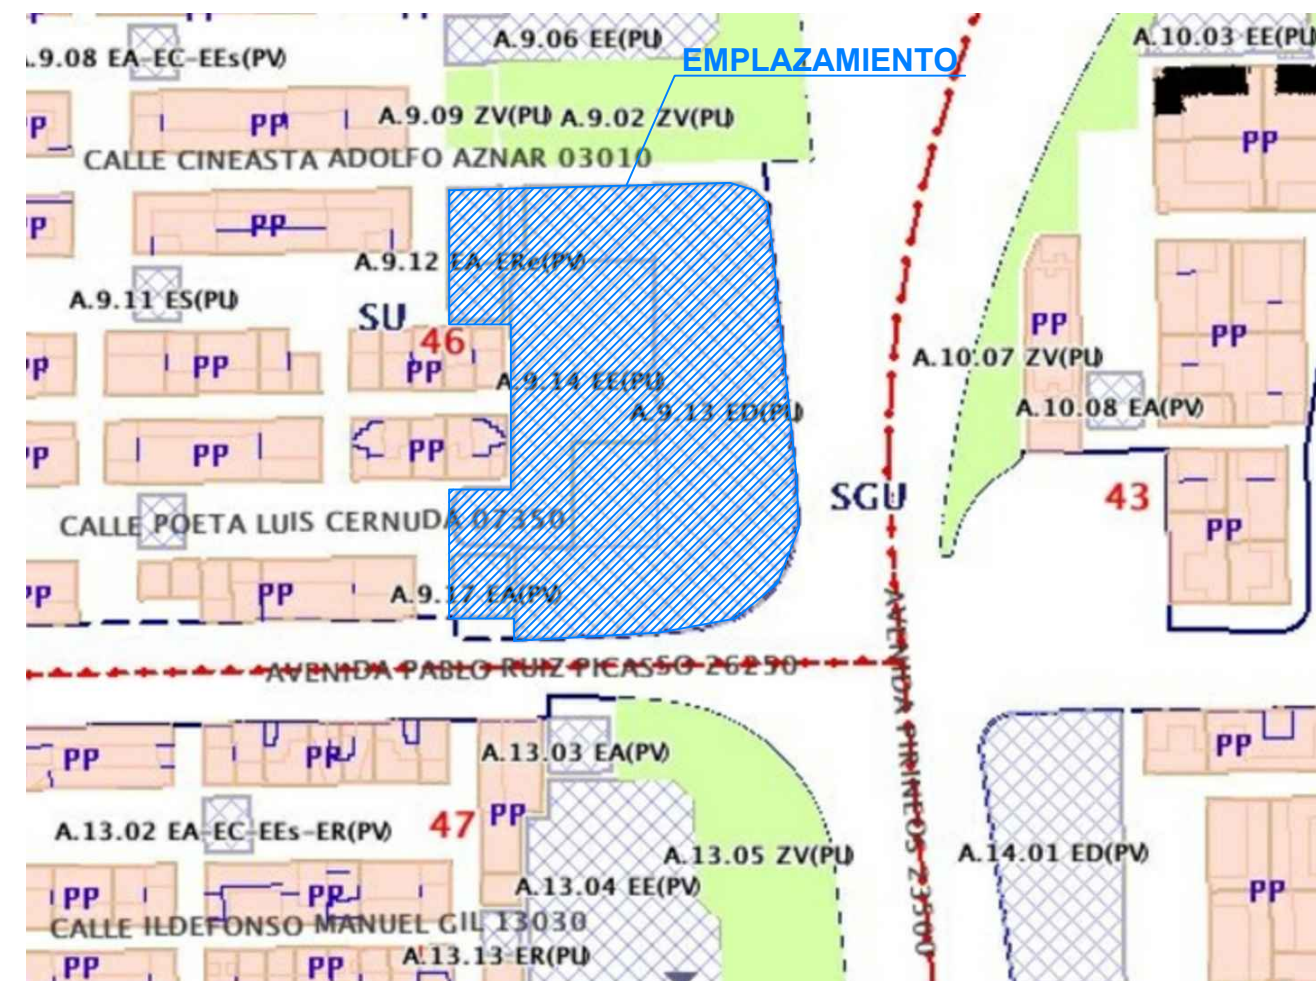 A.9.06 EE(PU)
A.10.03 EE(PU
.9.08 EA-EC-EEs(PV)
EMPLAZAMIENTO
A.9.09 ZV(PU)
A.9.02 ZV(PU)
P
PP
PP
CALLE CINEASTA ADOLFO AZNAR 03010
P
PP
A.9.12 EA-ERe(PV)
A.9.11 ES(PU)
SU
46
PP
PP
PP
PP
A.10.07 ZV(PU)
PP
A.9.14 EE(PU)
A.9.13 ED(PU)
A.10.08 EA(PV)
P
PP
PP
SGU
43
CALLE POETA LUIS CERNUDA 07350
PP
PP
PP
A.9.17 EA(PV)
AVENIDA PABLO RUIZ PICASSO 26250
AVENIDA PIRINEOS 23500
PP
PP
A.13.03 EA(PV)
PP
47
PP
A.13.02 EA-EC-EEs-ER(PV)
A.13.05 ZV(PU)
A.14.01 ED(PV)
PP
PP
A.13.04 EE(PV)
PP
CALLE ILDEFONSO MANUEL GIL 13030
A.13.13 ER(PU)
PP
PP